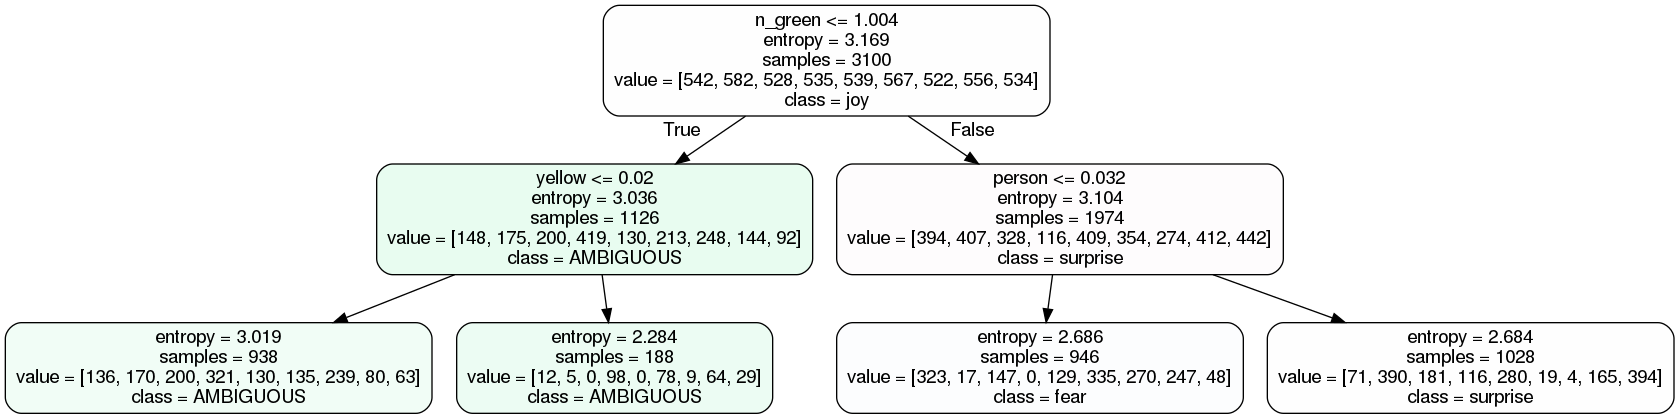 n_green <= 1.004
entropy = 3.169
samples = 3100
value = [542, 582, 528, 535, 539, 567, 522, 556, 534]
class = joy
True
False
yellow <= 0.02
entropy = 3.036
samples = 1126
value = [148, 175, 200, 419, 130, 213, 248, 144, 92]
class = AMBIGUOUS
person <= 0.032
entropy = 3.104
samples = 1974
value = [394, 407, 328, 116, 409, 354, 274, 412, 442]
class = surprise
entropy = 3.019
samples = 938
value = [136, 170, 200, 321, 130, 135, 239, 80, 63]
class = AMBIGUOUS
entropy = 2.284
samples = 188
value = [12, 5, 0, 98, 0, 78, 9, 64, 29]
class = AMBIGUOUS
entropy = 2.686
samples = 946
value = [323, 17, 147, 0, 129, 335, 270, 247, 48]
class = fear
entropy = 2.684
samples = 1028
value = [71, 390, 181, 116, 280, 19, 4, 165, 394]
class = surprise